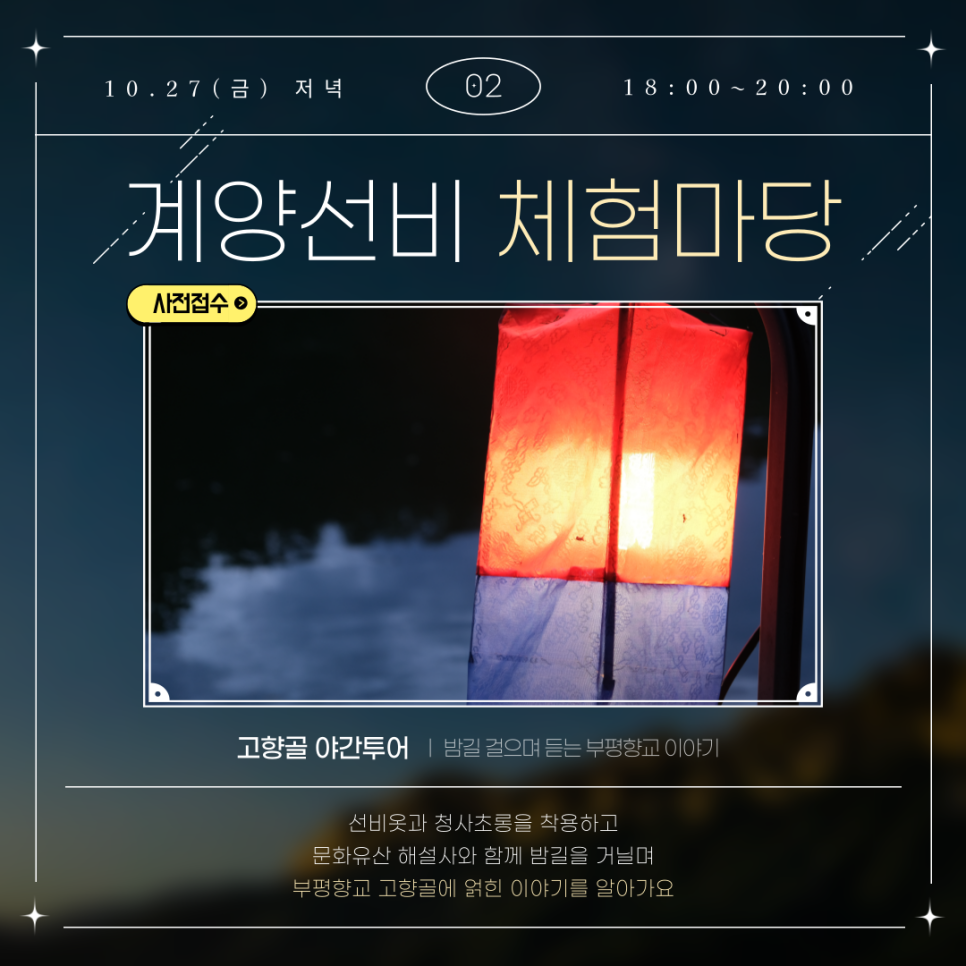 10.27(금) 저녁
02
18:00~20:00
계양선비 체험마당
사전접수
고향골 야간투어 | 밤길 걸으며 듣는 부평향교 이야기
선비옷과 청사초롱을 착용하고
문화유산 해설사와 함께 밤길을 거닐며
부평향교 고향골에 얽힌 이야기를 알아가요